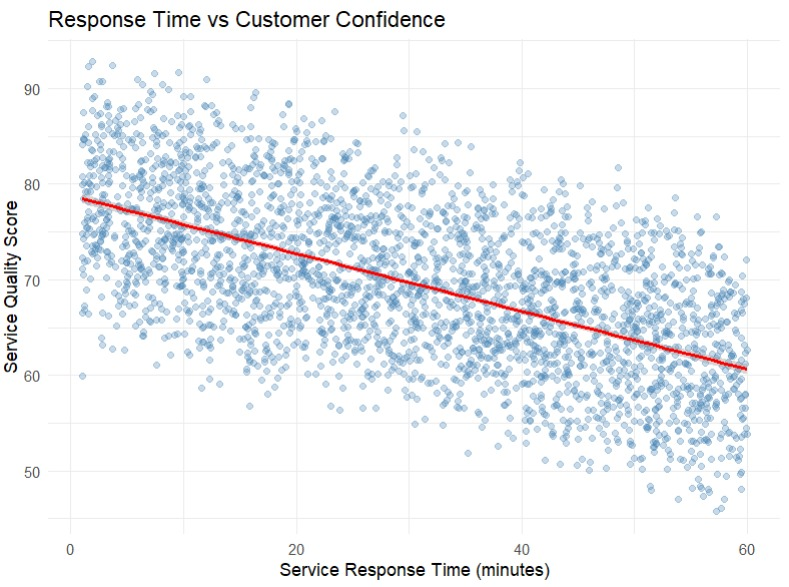 Response Time vs Customer Confidence
90
80
70
60
50
Service Quality Score
0 20 40 60
Service Response Time (minutes)